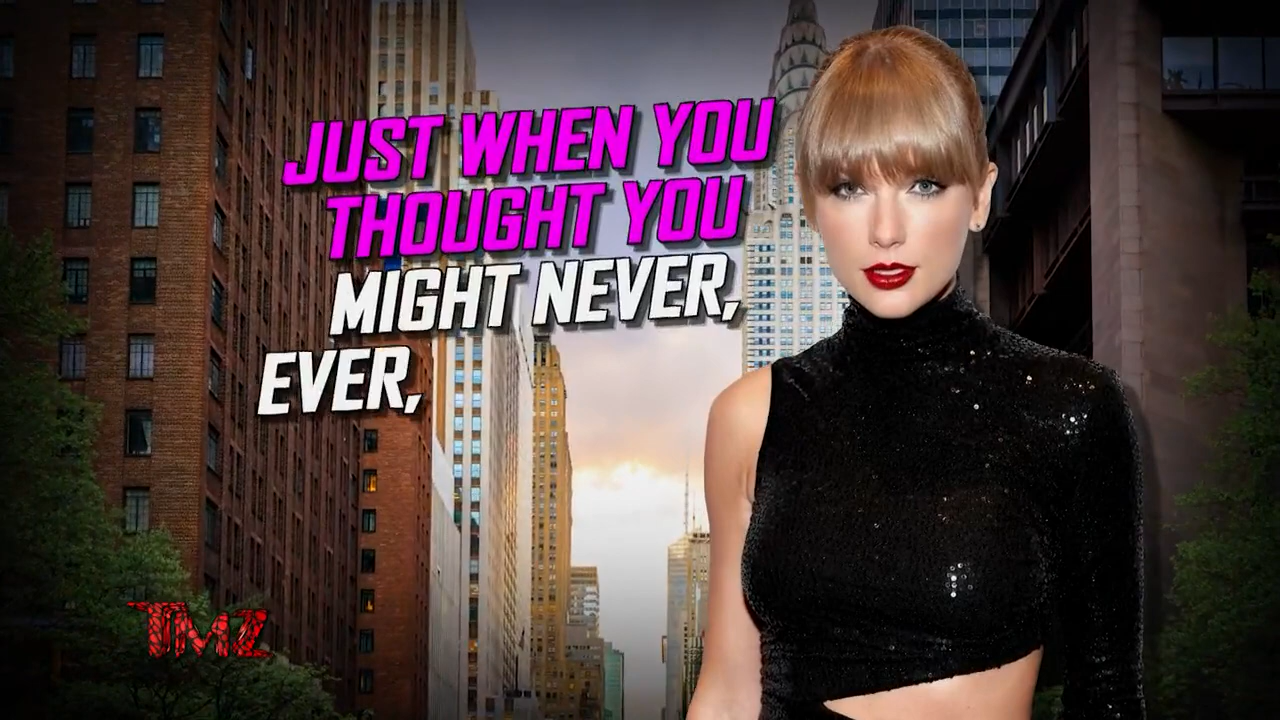 JUST WHEN YOU
THOUGHT YOU
MIGHT NEVER,
EVER,
TMZ